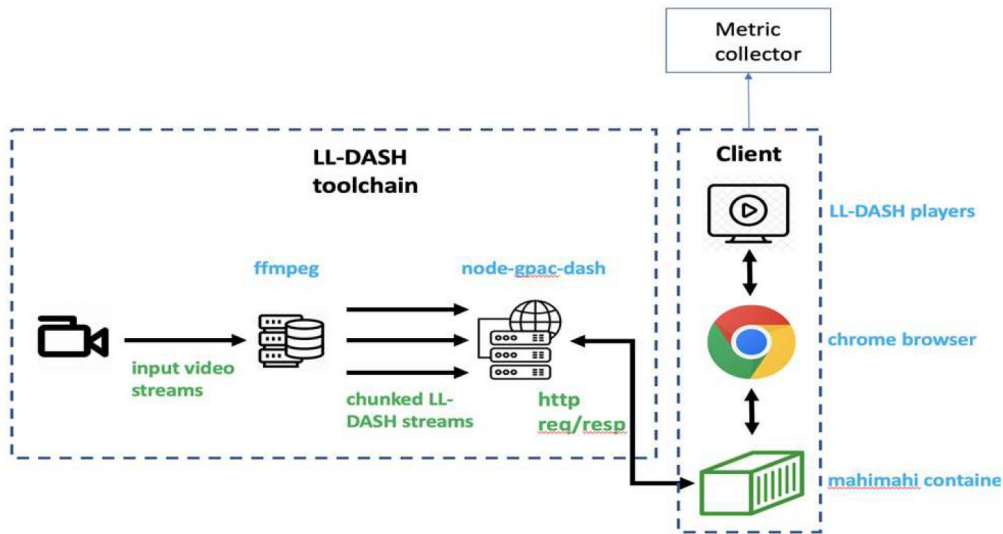 Metric
collector
LL-DASH
toolchain
Client
LL-DASH players
ffmpeg
node-gpac-dash
chrome browser
input video
streams
chunked LL-
DASH streams
http
req/resp
mahimahi containe